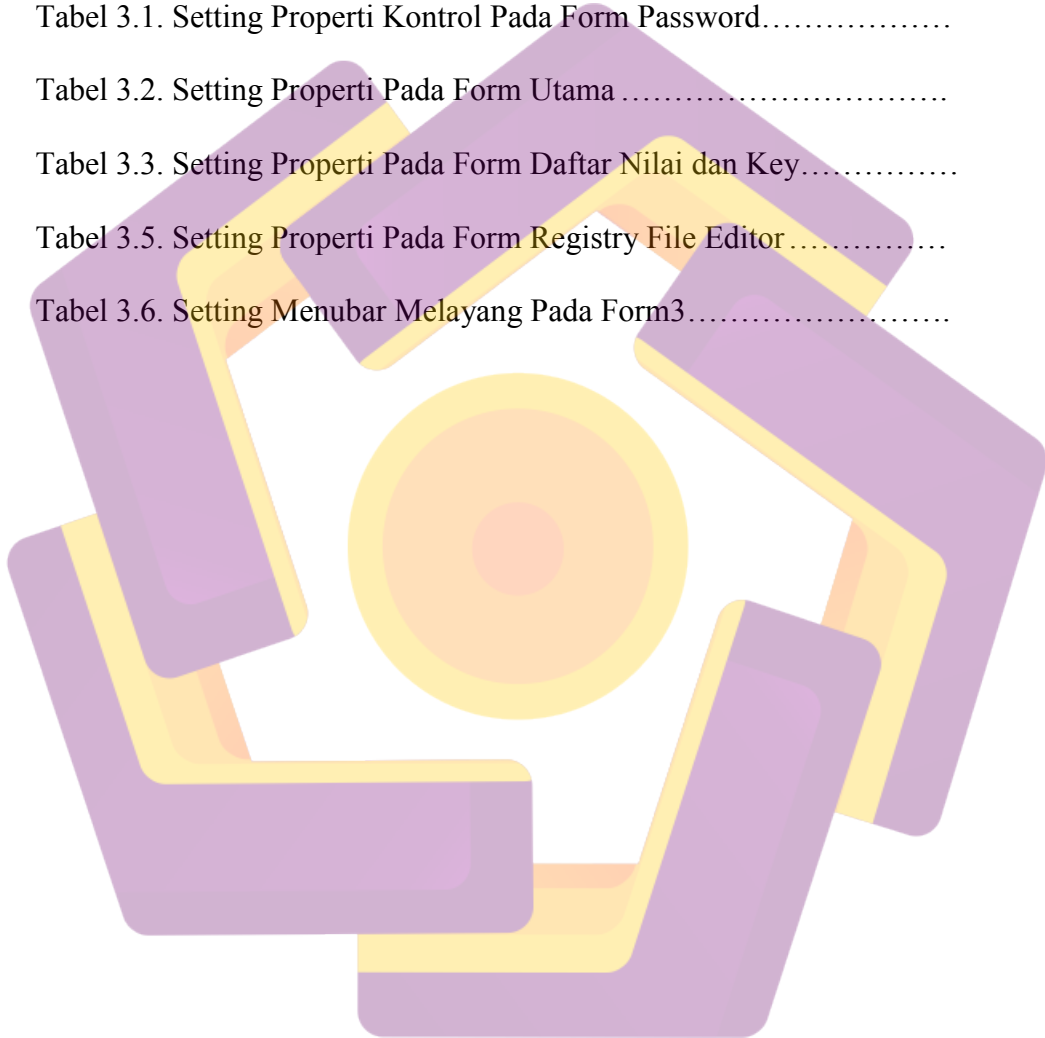 Tabel 3.1. Setting Properti Kontrol Pada Form Password………………
Tabel 3.2. Setting Properti Pada Form Utama ………………………….
Tabel 3.3. Setting Properti Pada Form Daftar Nilai dan Key……………
Tabel 3.5. Setting Properti Pada Form Registry File Editor ……………
Tabel 3.6. Setting Menubar Melayang Pada Form3…………………….